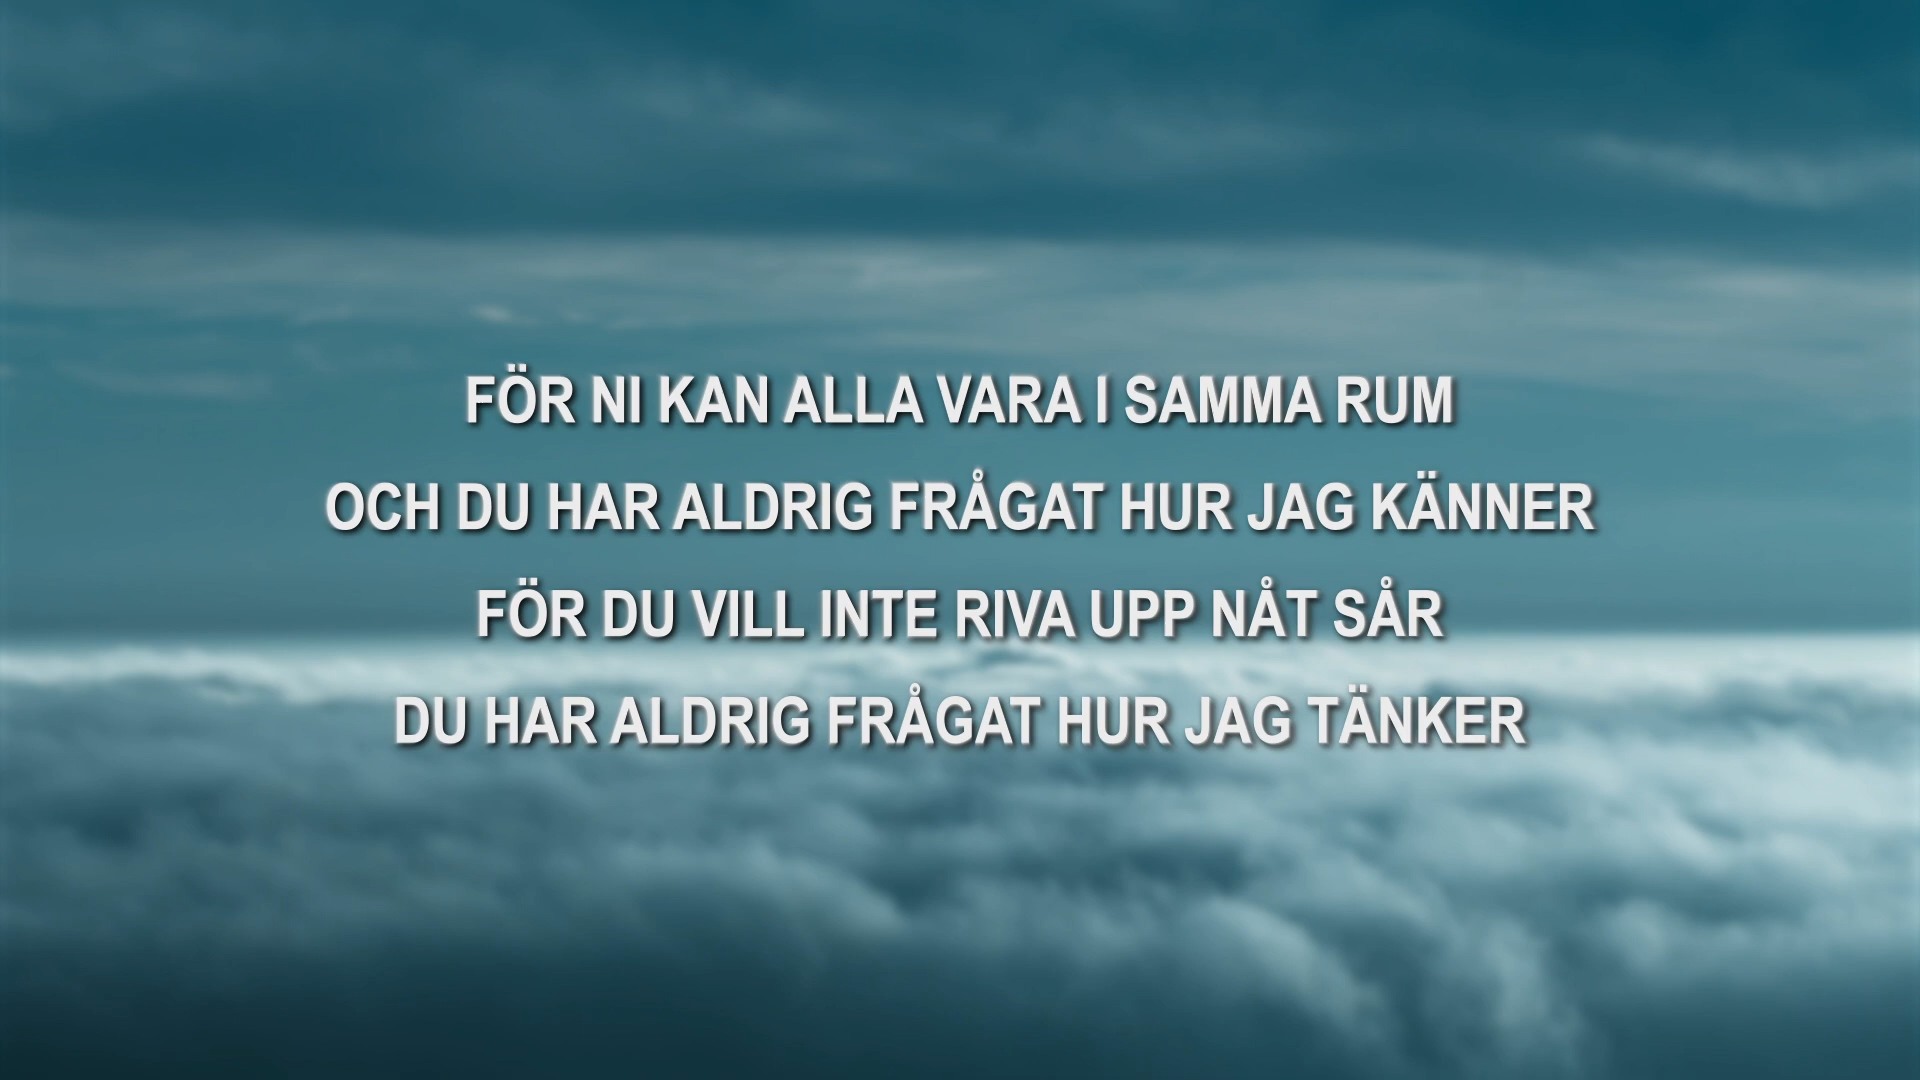 FÖR NI KAN ALLA VARA I SAMMA RUM
OCH DU HAR ALDRIG FRÅGAT HUR JAG KÄNNER
FÖR DU VILL INTE RIVA UPP NÅT SÅR
DU HAR ALDRIG FRÅGAT HUR JAG TÄNKER